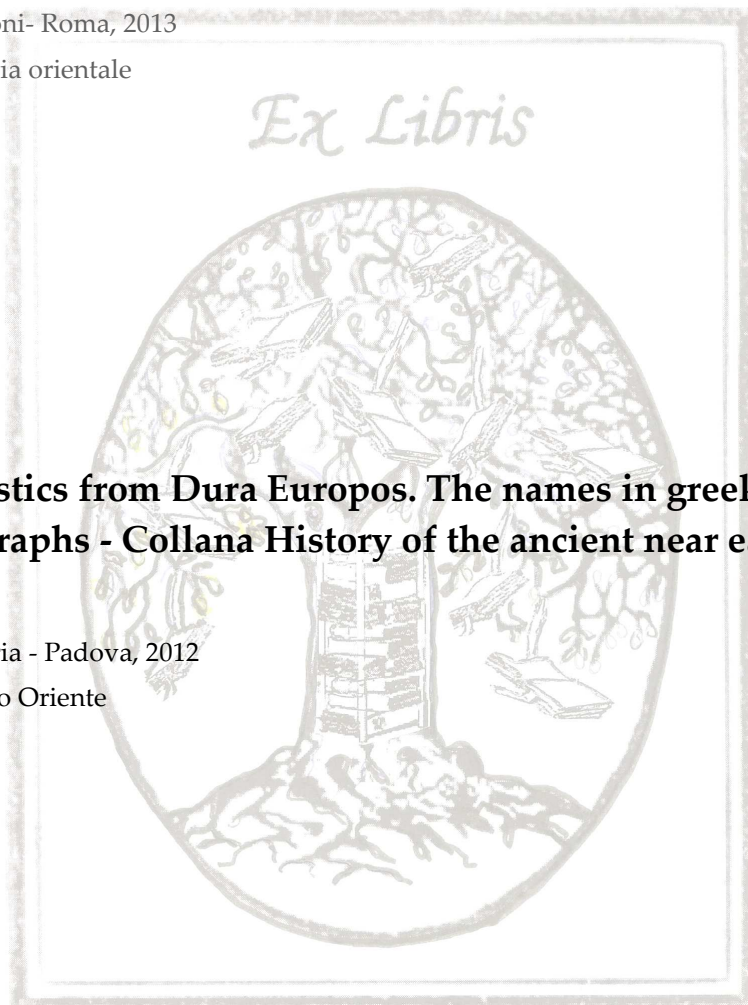 oni- Roma, 2013
ia orientale
Ex Libris
stics from Dura Europos. The names in greek
raphs - Collana History of the ancient near e
ria - Padova, 2012
o Oriente